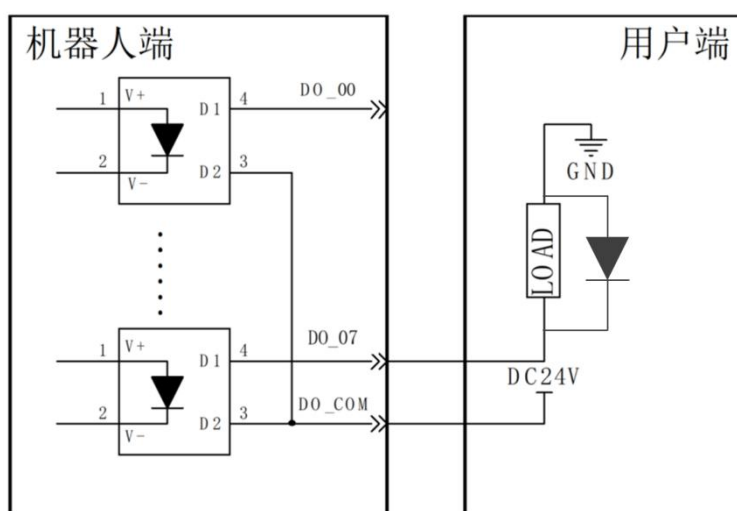 机器人端
用户端
1 V+ D1 4 DO_00
2 V- D2 3
GND
LOAD
1 V+ D1 4 DO_07
DC24V
2 V- D2 3 DO_COM